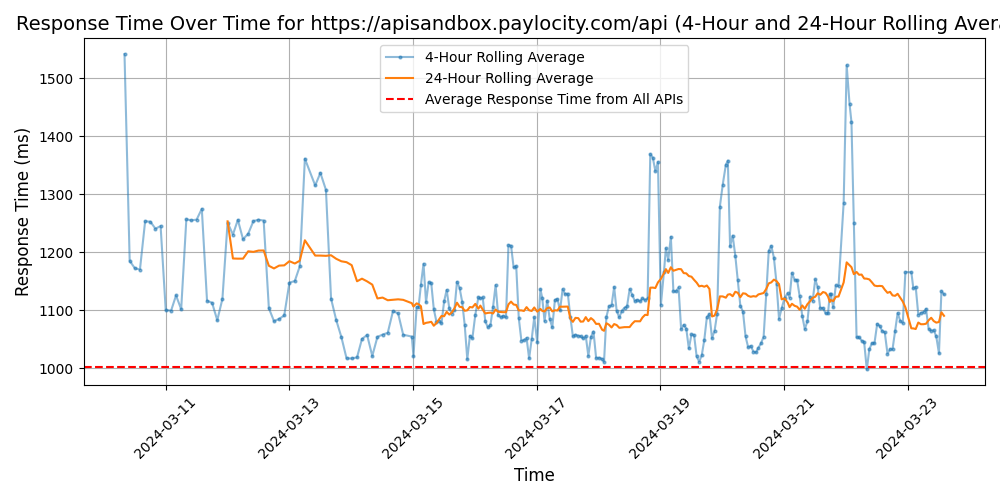 Response Time Over Time for https://apisandbox.paylocity.com/api (4-Hour and 24-Hour Rolling Avera
4-Hour Rolling Average
24-Hour Rolling Average
Average Response Time from All APIs
Response Time (ms)
1500
1400
1300
1200
1100
1000
2024-03-11
2024-03-13
2024-03-15
2024-03-17
2024-03-19
2024-03-21
2024-03-23
Time